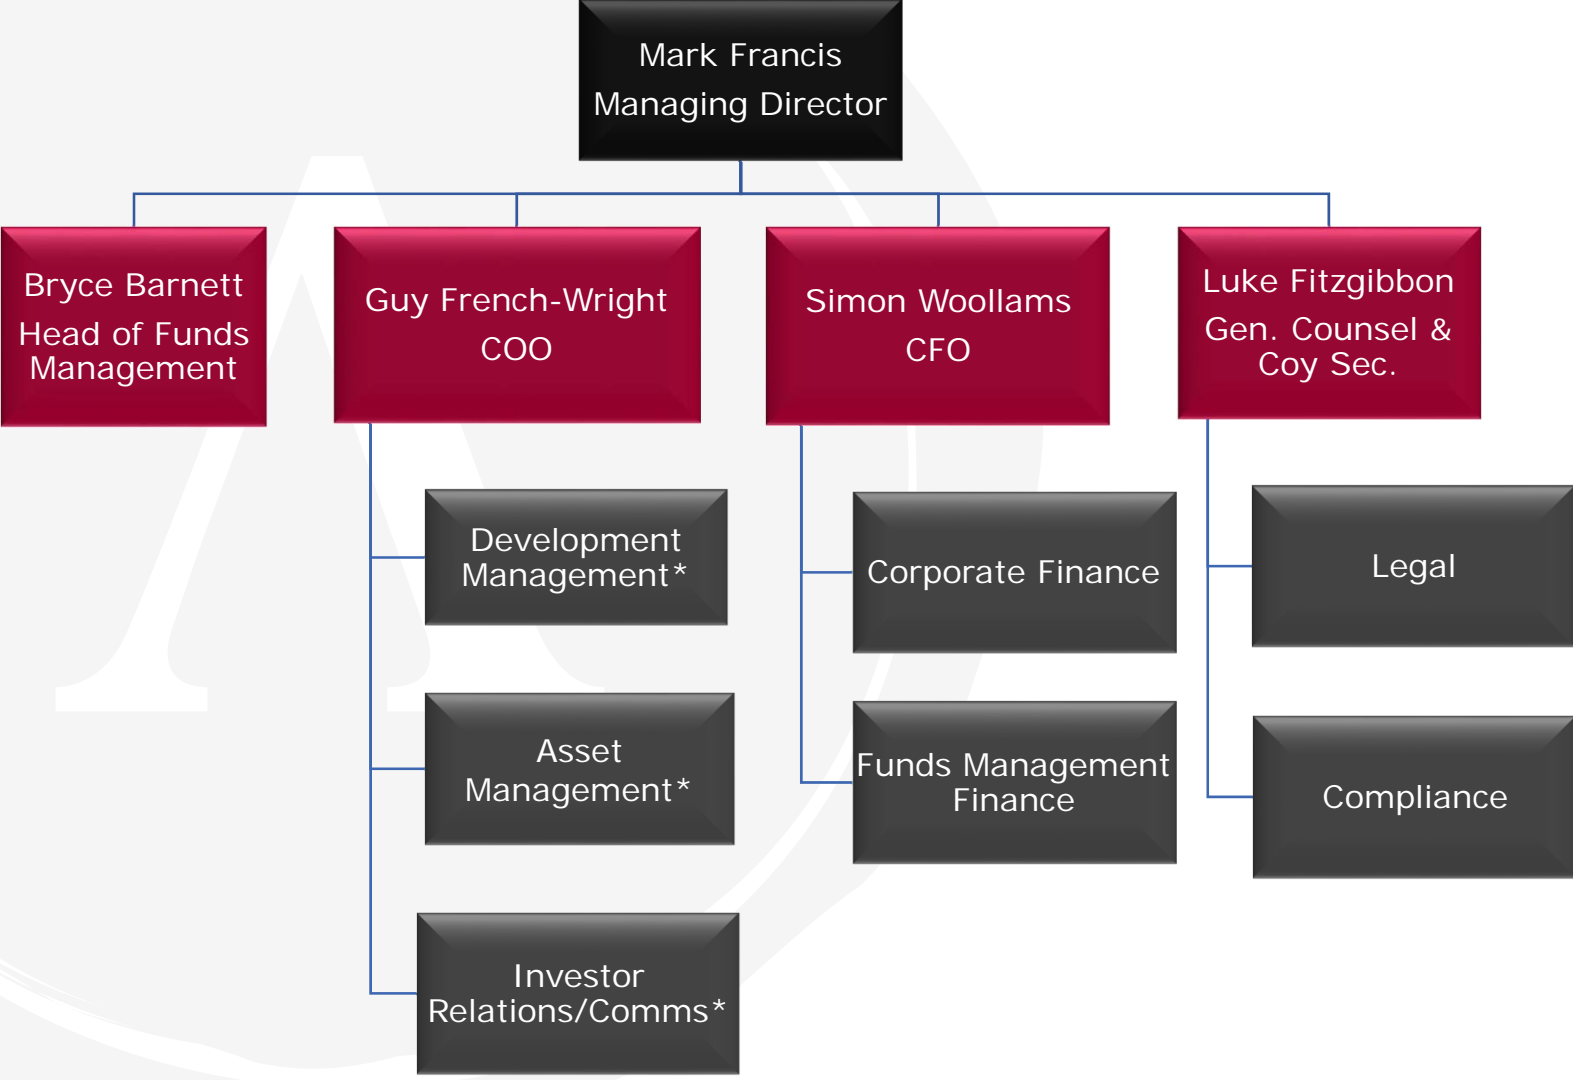 Mark Francis
Managing Director
Bryce Barnett
Head of Funds
Management
Guy French-Wright
COO
Simon Woollams
CFO
Luke Fitzgibbon
Gen. Counsel &
Coy Sec.
Development
Management*
Asset
Management*
Investor
Relations/Comms*
Corporate Finance
Funds Management
Finance
Legal
Compliance